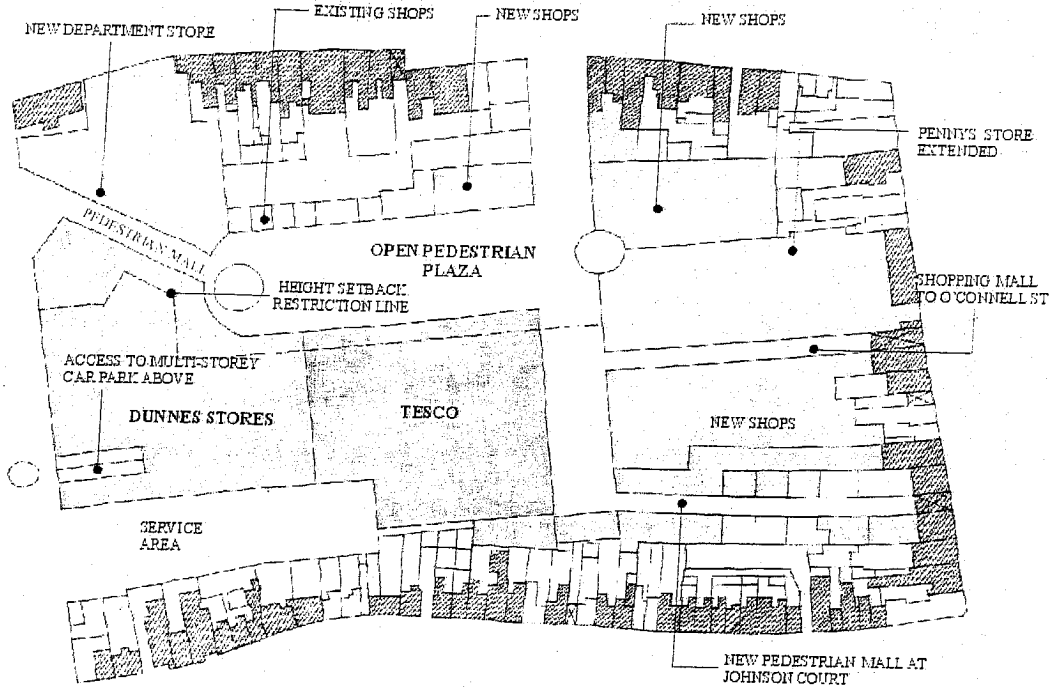 EXISTING SHOPS
NEW SHOPS
NEW SHOPS
NEW DEPARTMENT STORE
PENNYS STORE
EXTENDED
PEDESTRIAN MALL
OPEN PEDESTRIAN
PLAZA
HEIGHT SETBACK
RESTRICTION LINE
SHOPPING MALL
TO O'CONNELL ST
ACCESS TO MULTI-STOREY
CAR PARK ABOVE
DUNNES STORES
TESCO
NEW SHOPS
SERVICE
AREA
NEW PEDESTRIAN MALL AT
JOHNSON COURT